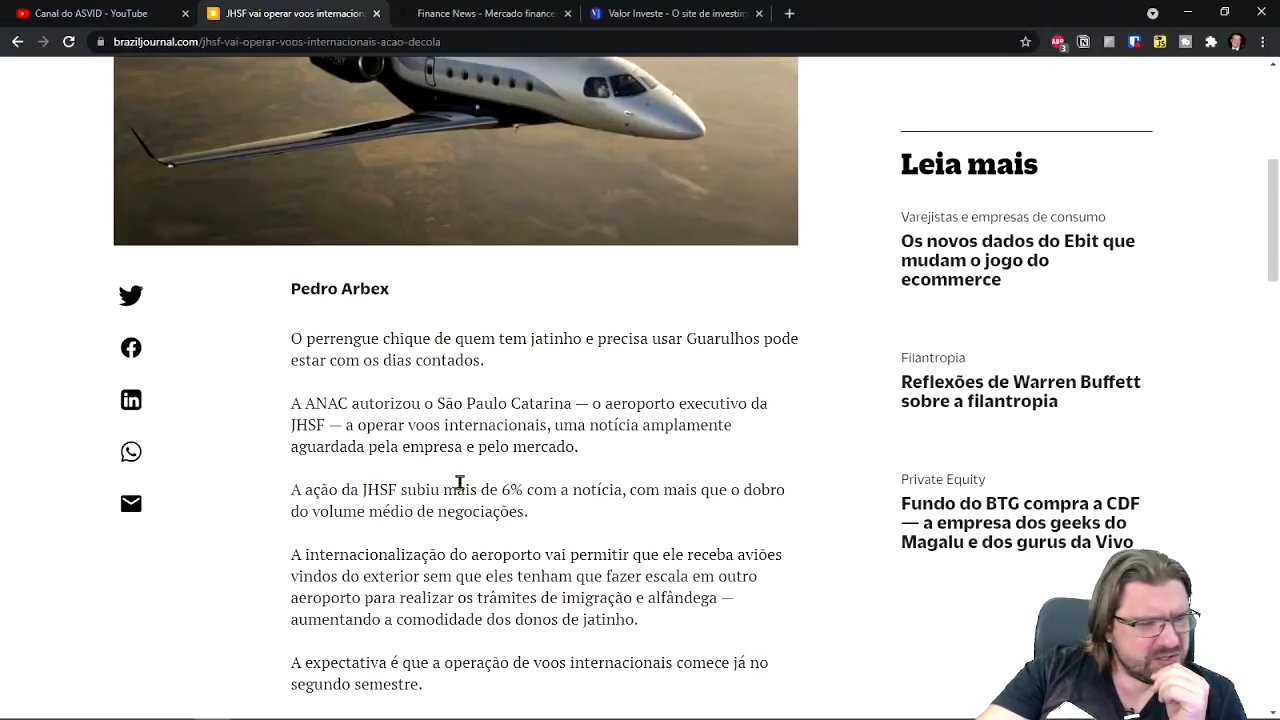 Canal do ASVID - YouTube
JHSF vai operar voos internacionais
Finance News - Mercado finance
Valor Investe - O site de investim
braziljournal.com/jhsf-vai-operar-voos-internacionais-acao-decola
Pedro Arbex
O perrengue chique de quem tem jatinho e precisa usar Guarulhos pode
estar com os dias contados.
A ANAC autorizou o São Paulo Catarina — o aeroporto executivo da
JHSF — a operar voos internacionais, uma notícia amplamente
aguardada pela empresa e pelo mercado.
A ação da JHSF subiu mais de 6% com a notícia, com mais que o dobro
do volume médio de negociações.
A internacionalização do aeroporto vai permitir que ele receba aviões
vindos do exterior sem que eles tenham que fazer escala em outro
aeroporto para realizar os trâmites de imigração e alfândega —
aumentando a comodidade dos donos de jatinho.
A expectativa é que a operação de voos internacionais comece já no
segundo semestre.
Leia mais
Varejistas e empresas de consumo
Os novos dados do Ebit que
mudam o jogo do
ecommerce
Filantropia
Reflexões de Warren Buffett
sobre a filantropia
Private Equity
Fundo do BTG compra a CDF
— a empresa dos geeks do
Magalu e dos gurus da Vivo